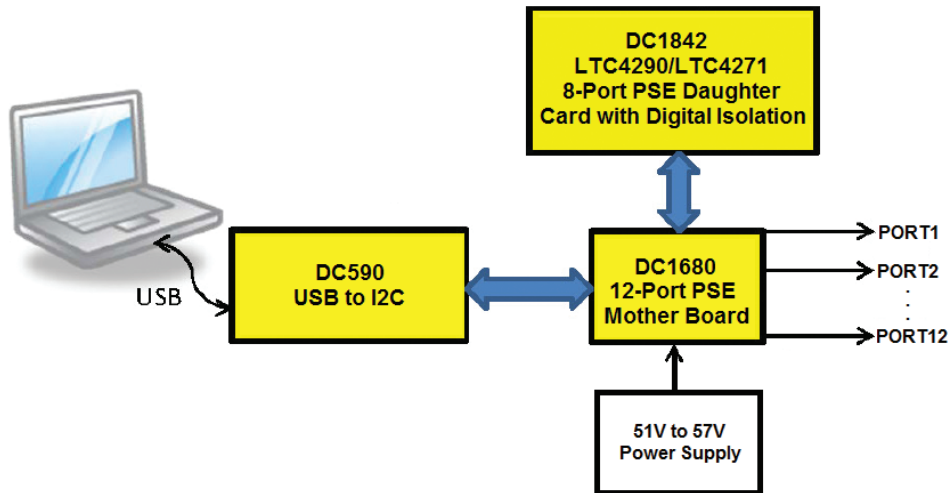 DC1842
LTC4290/LTC4271
8-Port PSE Daughter
Card with Digital Isolation
USB
DC590
USB to I2C
DC1680
12-Port PSE
Mother Board
PORT1
PORT2
.
.
.
PORT12
51V to 57V
Power Supply